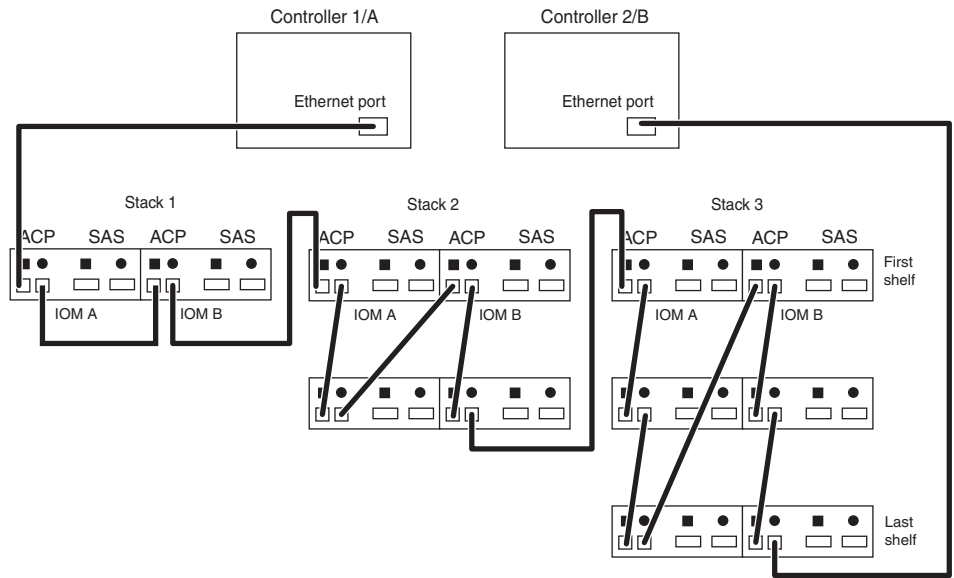 Controller 1/A
Controller 2/B
Ethernet port
Ethernet port
Stack 1
Stack 2
Stack 3
ACP SAS ACP SAS
ACP SAS ACP SAS
ACP SAS ACP SAS
First
shelf
IOM A
IOM B
IOM A
IOM B
IOM A
IOM B
Last
shelf